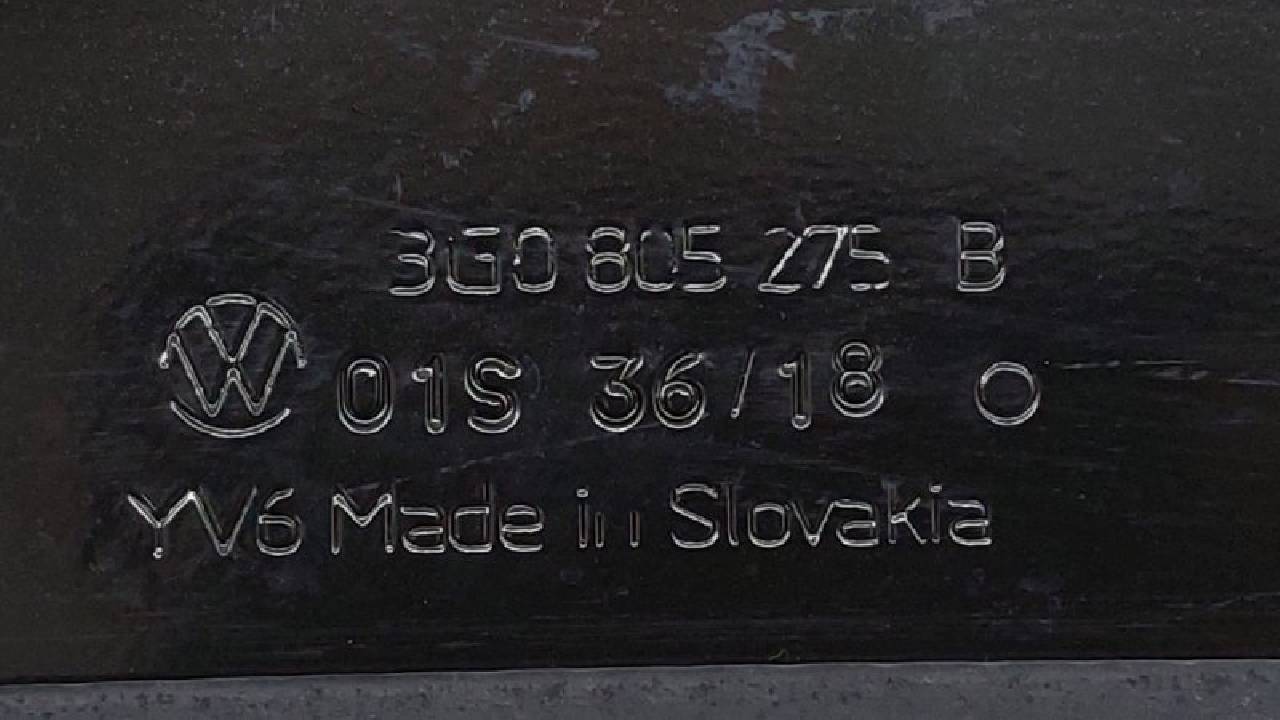 3G0 805 275 B
01S 36/18 O
YV6 Made in Slovakia